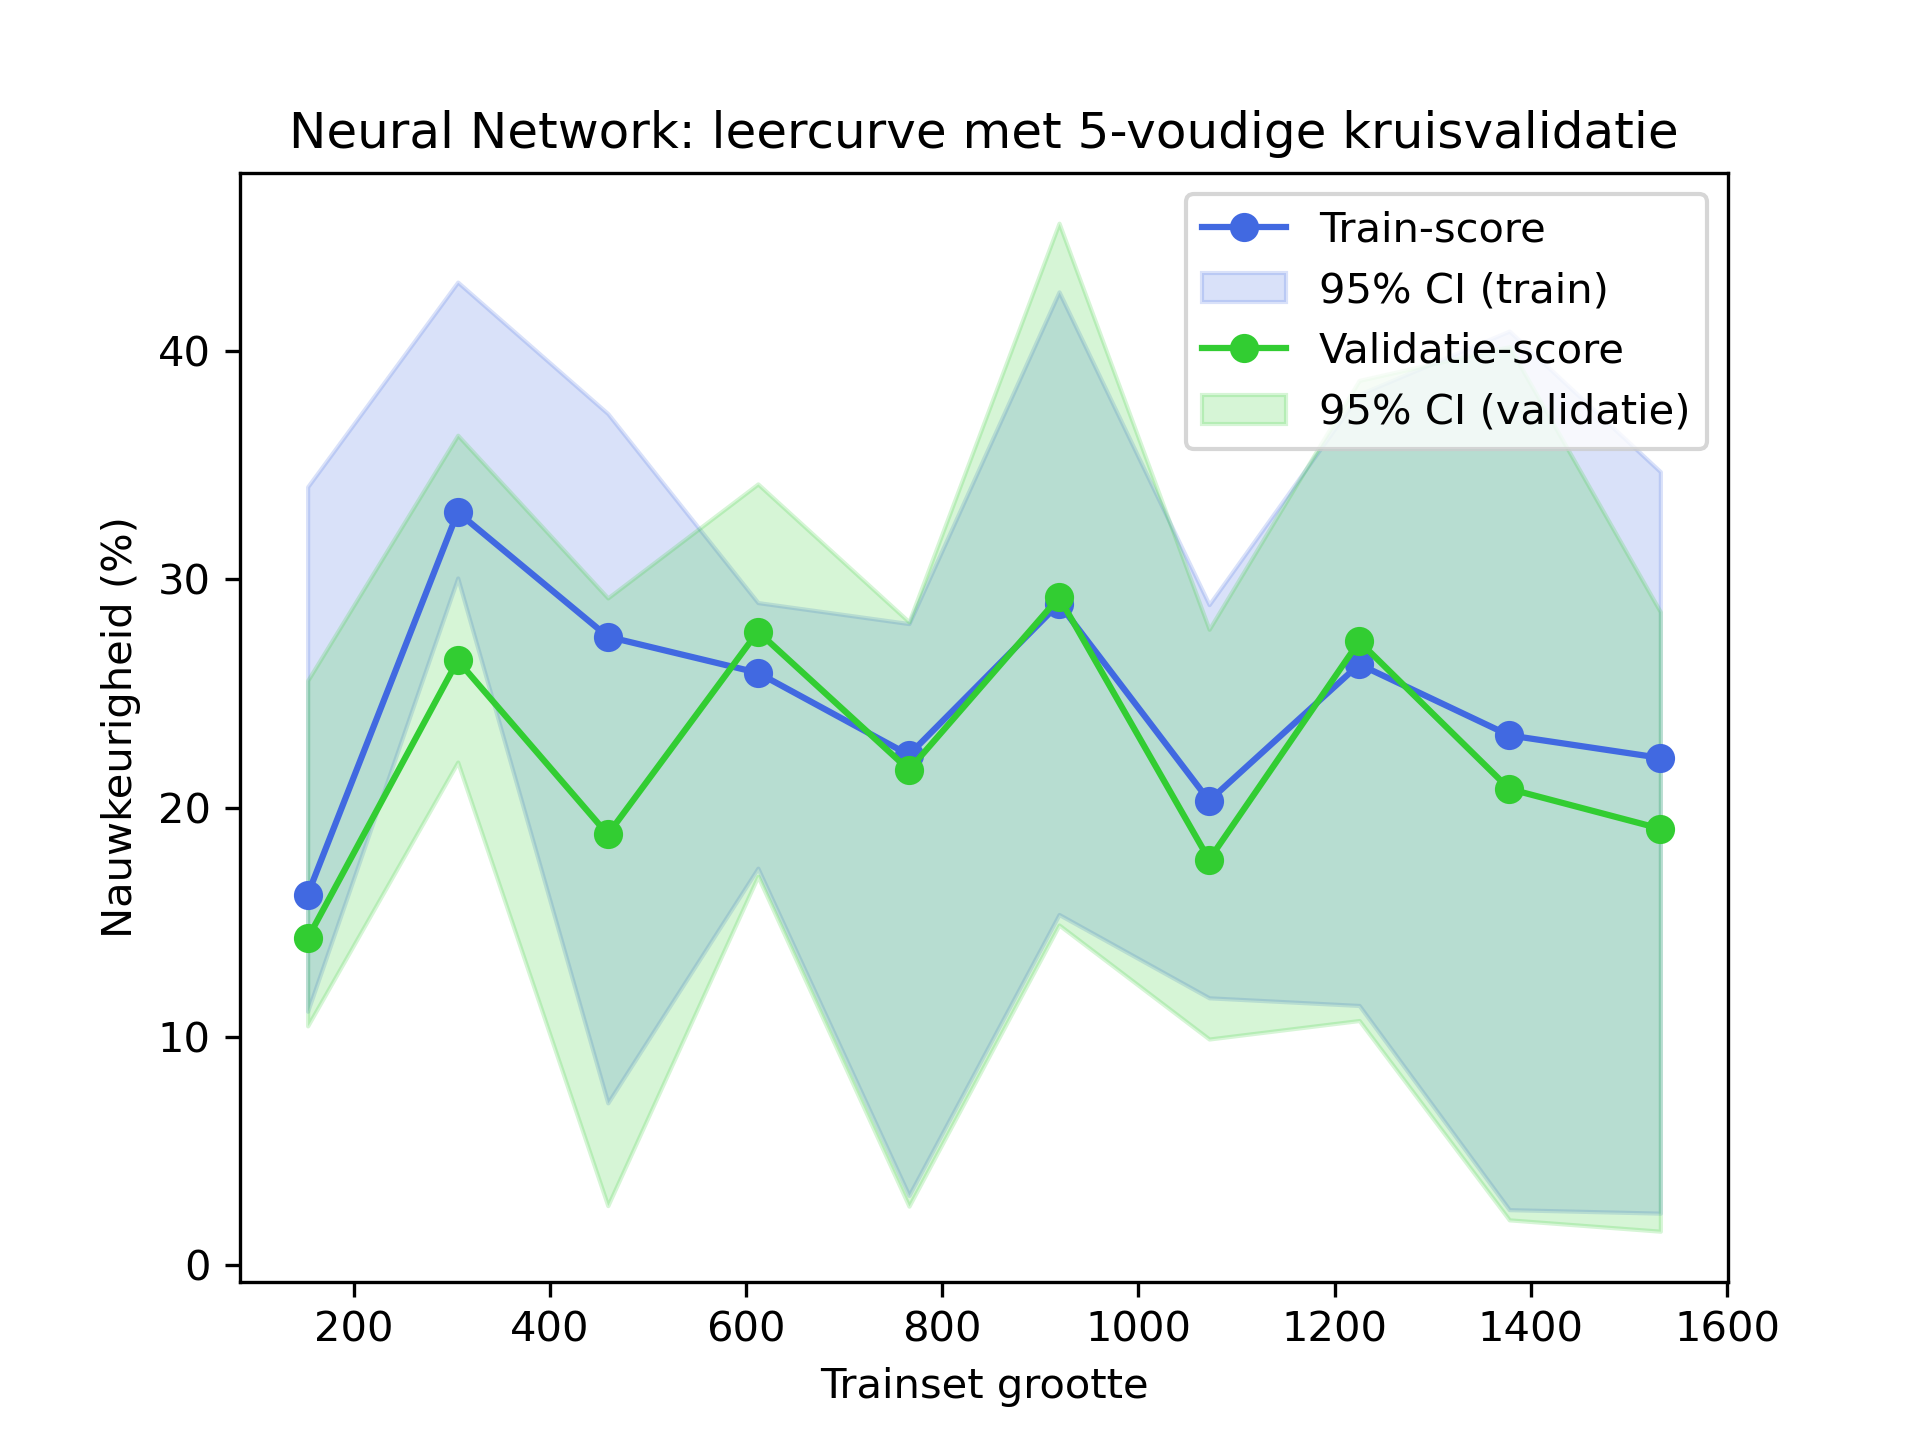 Neural Network: leercurve met 5-voudige kruisvalidatie
Train-score
95% CI (train)
Validatie-score
95% CI (validatie)
Nauwkeurigheid (%)
40
30
20
10
0
200 400 600 800 1000 1200 1400 1600
Trainset grootte